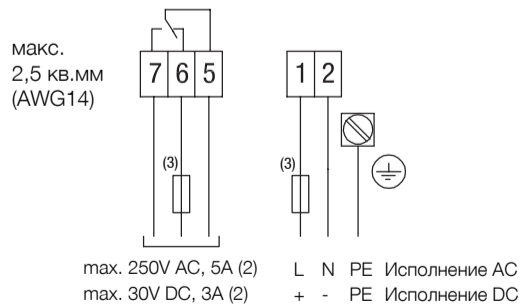 макс.
2,5 кв.мм
(AWG14)
7 6 5
1 2
(3)
(3)
max. 250V AC, 5A (2)
L N PE Исполнение AC
max. 30V DC, 3A (2)
+ - PE Исполнение DC